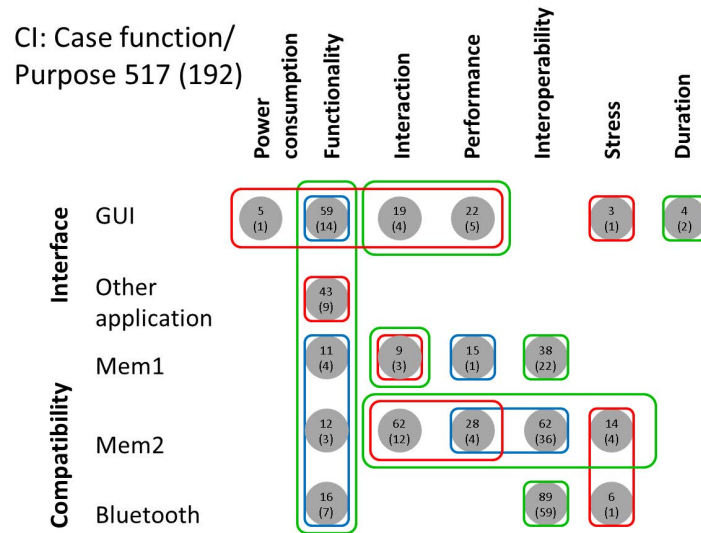 CI: Case function/
Purpose 517 (192)
Power
consumption
Functionality
Interaction
Performance
Interoperability
Stress
Duration
Interface
GUI
5
(1)
59
(14)
19
(4)
22
(5)
3
(1)
4
(2)
Other
application
43
(9)
Compatibility
Mem1
11
(4)
9
(3)
15
(1)
38
(22)
Mem2
12
(3)
62
(12)
28
(4)
62
(36)
14
(4)
Bluetooth
16
(7)
89
(59)
6
(1)